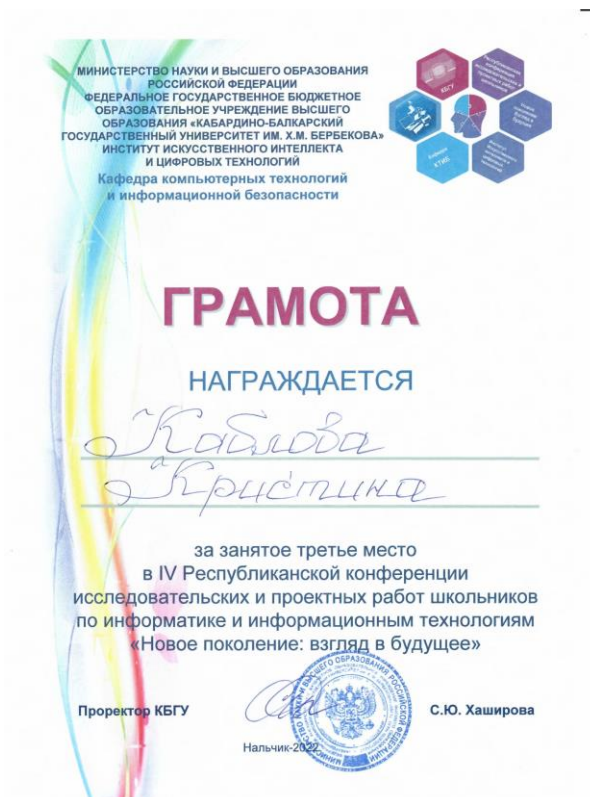 МИНИСТЕРСТВО НАУКИ И ВЫСШЕГО ОБРАЗОВАНИЯ
РОССИЙСКОЙ ФЕДЕРАЦИИ
ФЕДЕРАЛЬНОЕ ГОСУДАРСТВЕННОЕ БЮДЖЕТНОЕ
ОБРАЗОВАТЕЛЬНОЕ УЧРЕЖДЕНИЕ ВЫСШЕГО
ОБРАЗОВАНИЯ «КАБАРДИНО-БАЛКАРСКИЙ
ГОСУДАРСТВЕННЫЙ УНИВЕРСИТЕТ ИМ. Х.М. БЕРБЕКОВА»
ИНСТИТУТ ИСКУССТВЕННОГО ИНТЕЛЛЕКТА
И ЦИФРОВЫХ ТЕХНОЛОГИЙ
Кафедра компьютерных технологий
и информационной безопасности
КБГУ
КТИБ
ГРАМОТА
НАГРАЖДАЕТСЯ
Каблова
Кристина
за занятое третье место
в IV Республиканской конференции
исследовательских и проектных работ школьников
по информатике и информационным технологиям
«Новое поколение: взгляд в будущее»
Проректор КБГУ
С.Ю. Хаширова
Нальчик-2022